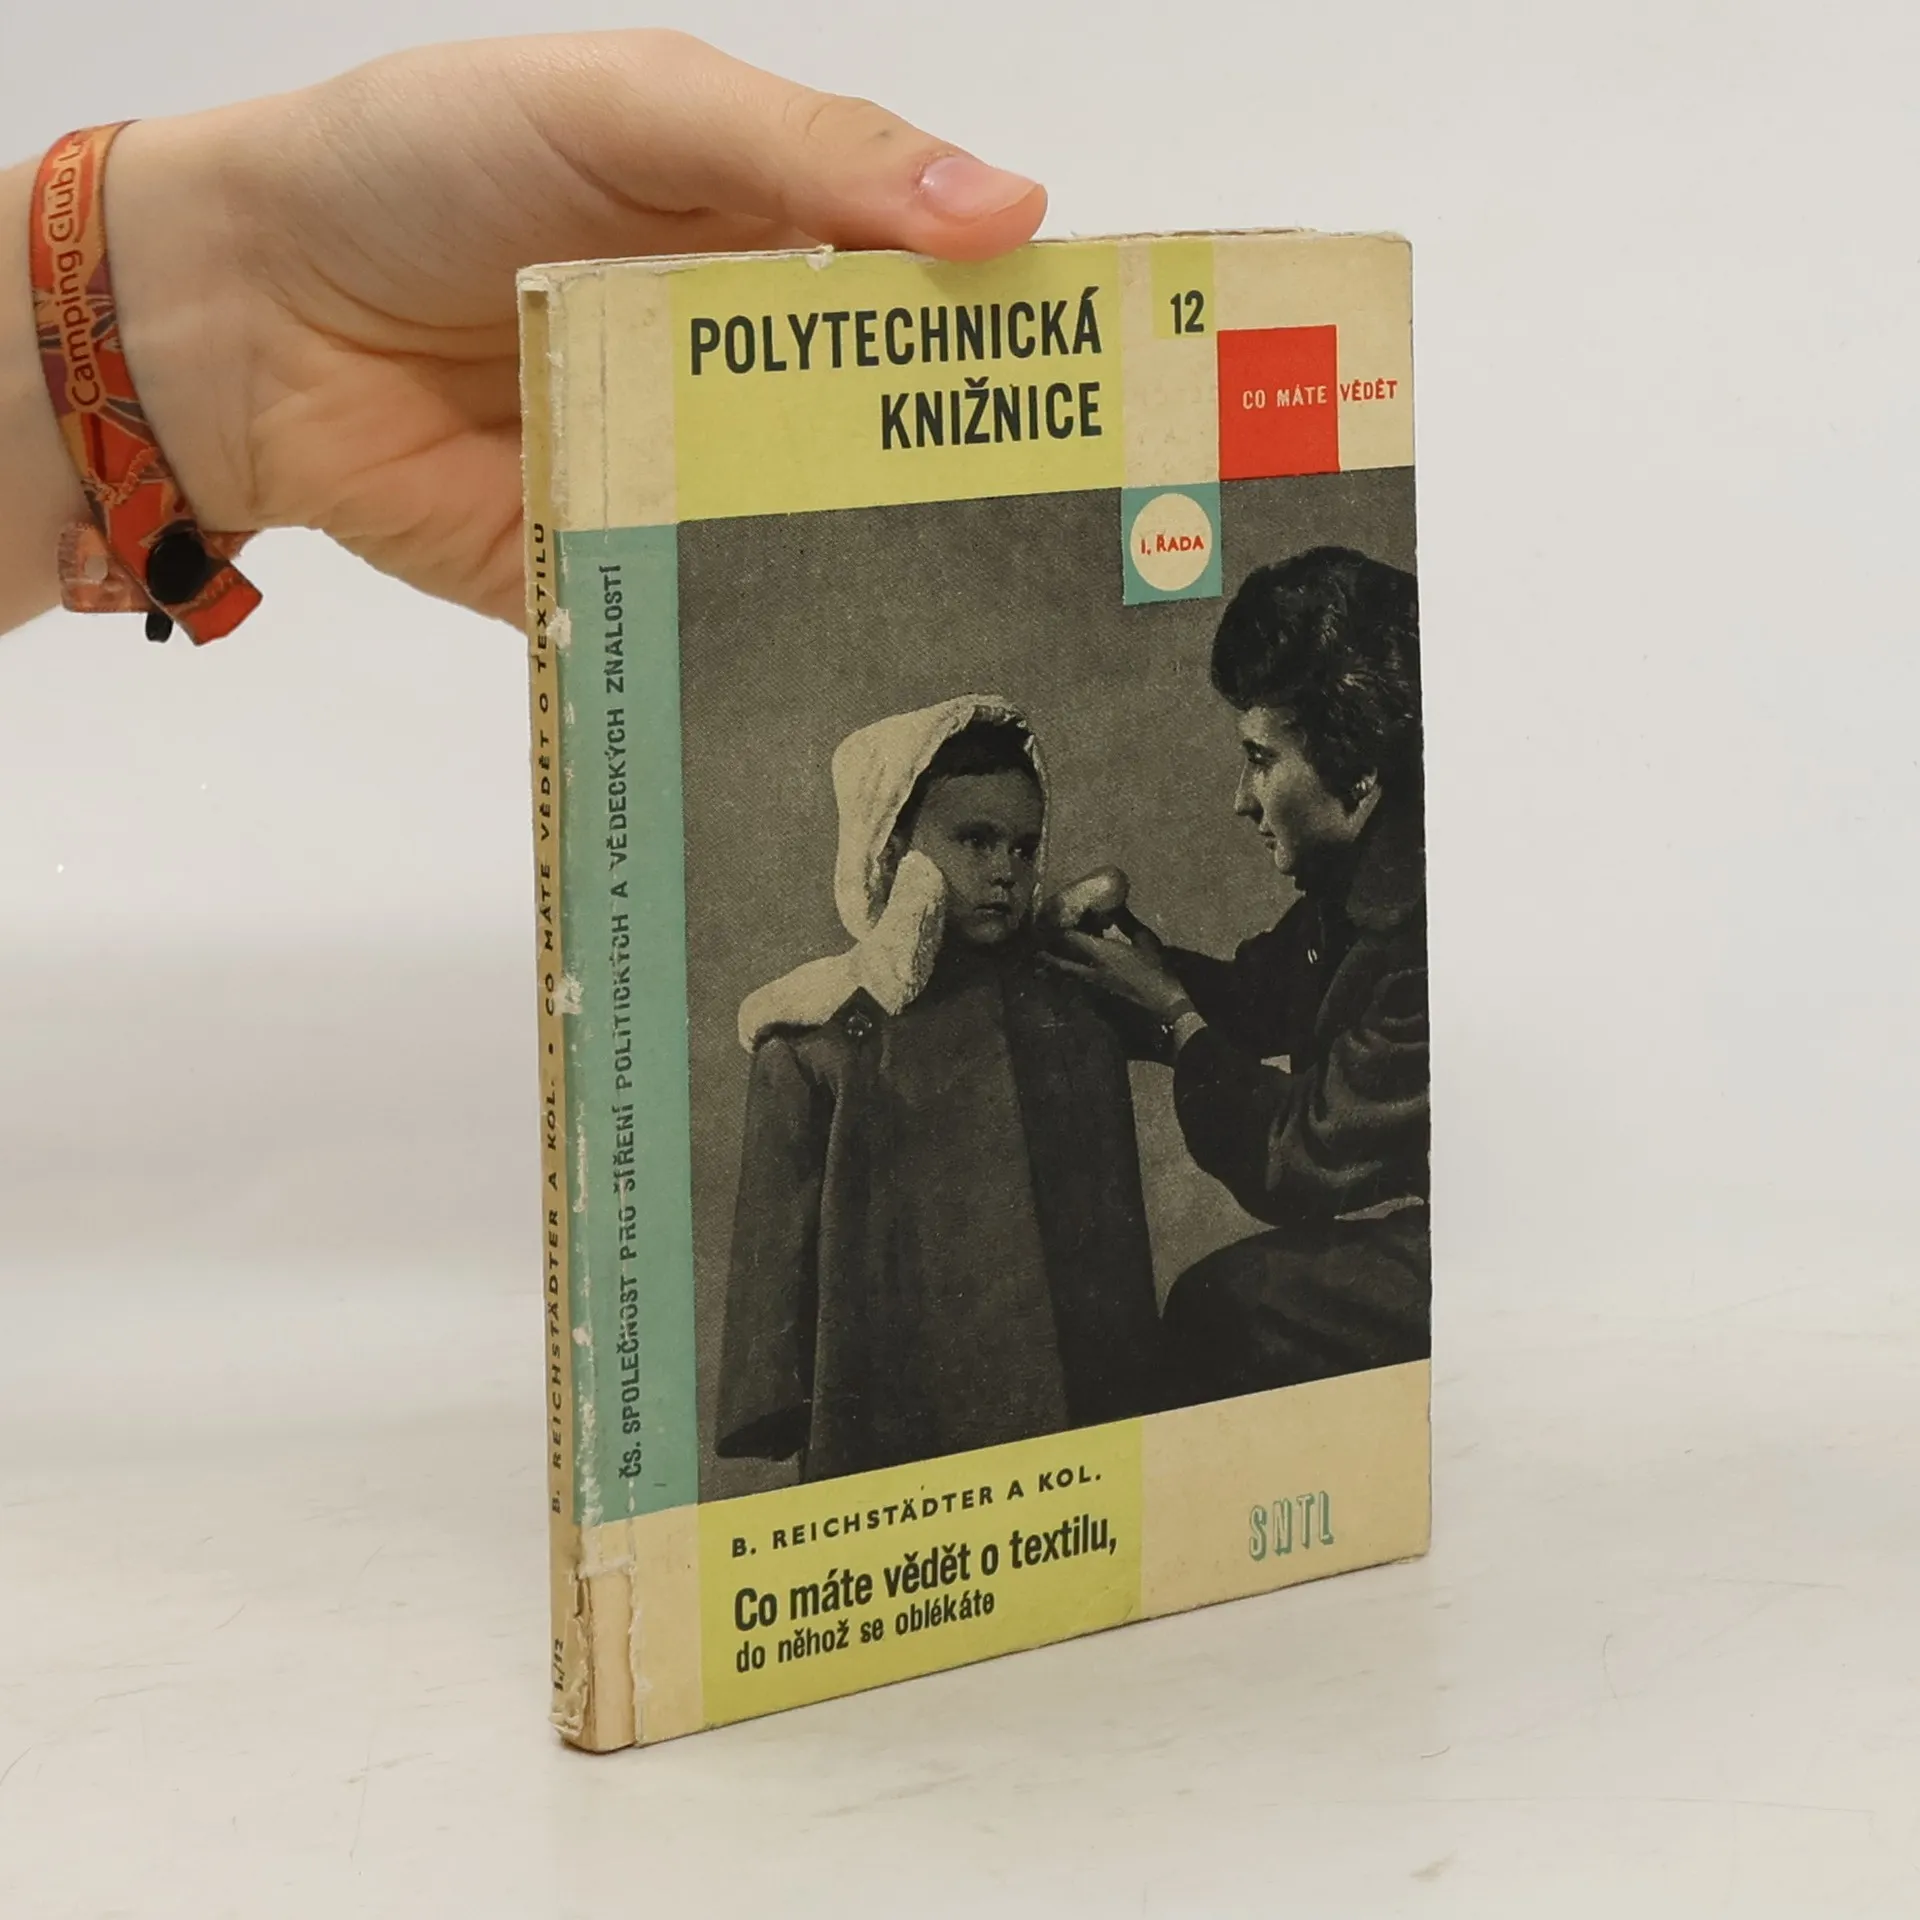 Camping Club
POLYTECHNICKÁ
KNIŽNICE
12
CO MÁTE VĚDĚT
I. ŘADA
ČS. SPOLEČNOST PRO ŠÍŘENÍ POLITICKÝCH A VĚDECKÝCH ZNALOSTÍ
B. REICHSTÄDTER A KOL. • CO MÁTE VĚDĚT O TEXTILU
I./12
B. REICHSTÄDTER A KOL.
Co máte vědět o textilu,
do něhož se oblékáte
SNTL